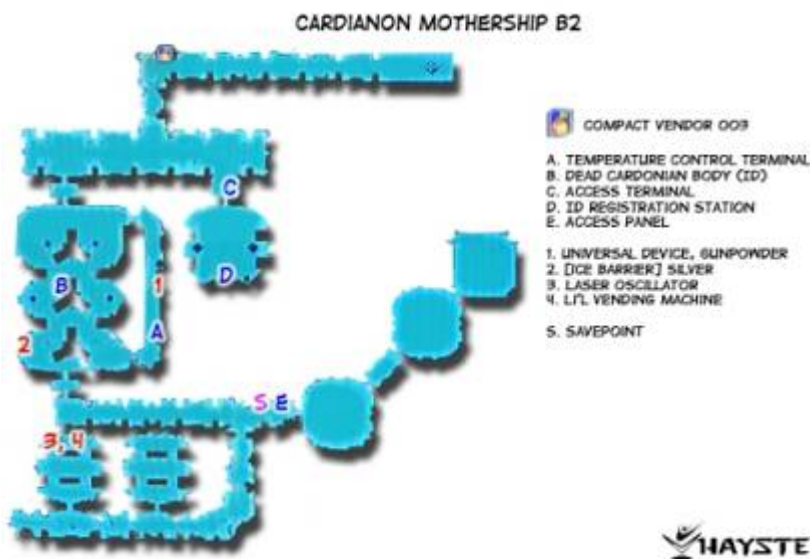 CARDIANON MOTHERSHIP B2
COMPACT VENDOR 003
A. TEMPERATURE CONTROL TERMINAL
B. DEAD CARDONIAN BODY (ID)
C. ACCESS TERMINAL
D. ID REGISTRATION STATION
E. ACCESS PANEL
1. UNIVERSAL DEVICE, GUNPOWDER
2. [ICE BARRIER] SILVER
3. LASER OSCILLATOR
4. LI'L VENDING MACHINE
S. SAVEPOINT
C
D
B
1
A
2
S E
3, 4
HAYSTE